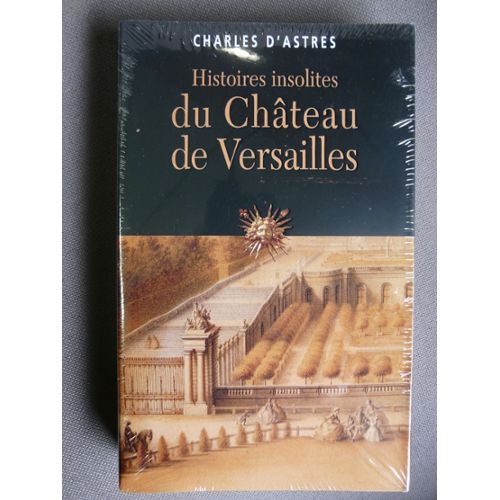 CHARLES D'ASTRES
Histoires insolites
du Château
de Versailles